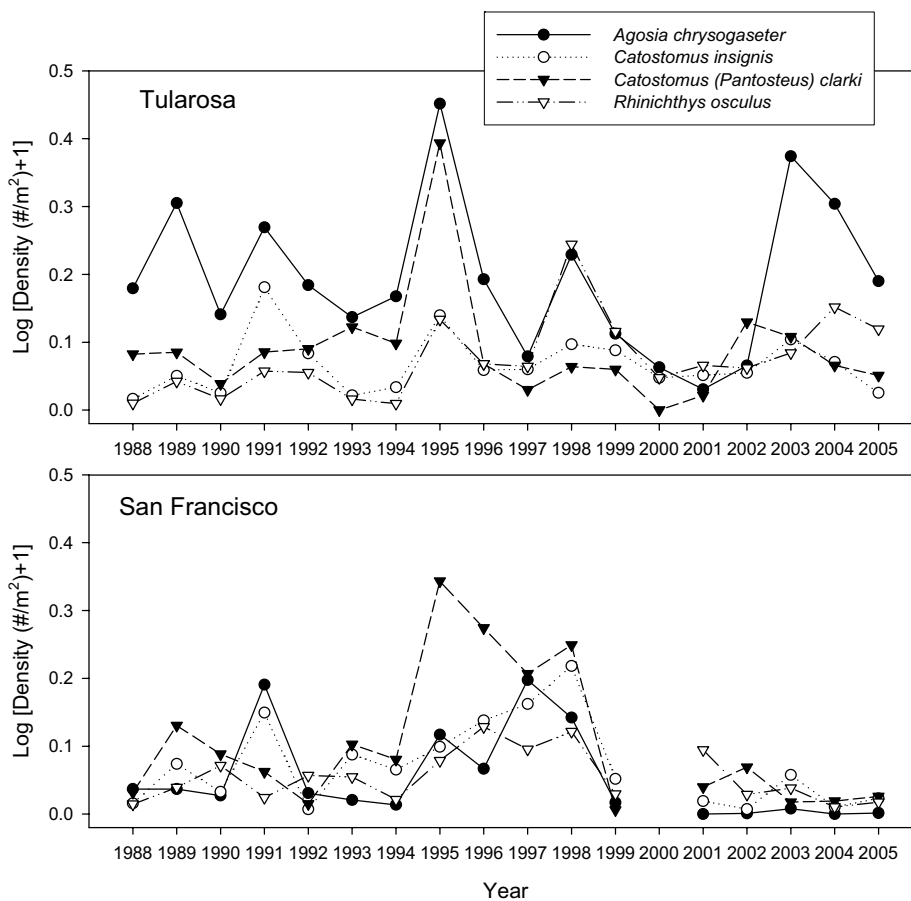 Agosia chrysogaseter
Catostomus insignis
Catostomus (Pantosteus) clarki
Rhinichthys osculus
Tularosa
Log [Density (#/m²)+1]
0.5
0.4
0.3
0.2
0.1
0.0
1988 1989 1990 1991 1992 1993 1994 1995 1996 1997 1998 1999 2000 2001 2002 2003 2004 2005
San Francisco
Log [Density (#/m²)+1]
0.5
0.4
0.3
0.2
0.1
0.0
1988 1989 1990 1991 1992 1993 1994 1995 1996 1997 1998 1999 2000 2001 2002 2003 2004 2005
Year